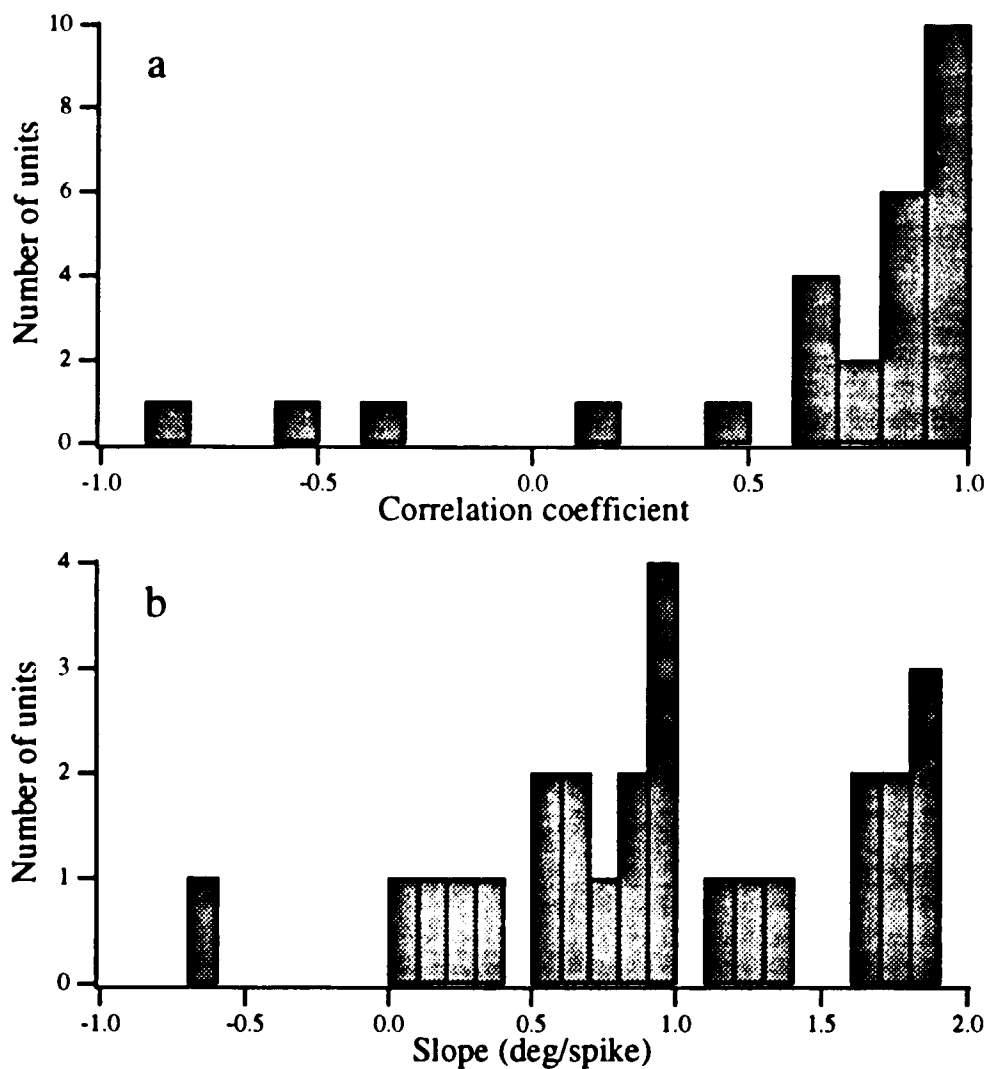 a
Number of units
10
8
6
4
2
0
-1.0 -0.5 0.0 0.5 1.0
Correlation coefficient
b
Number of units
4
3
2
1
0
-1.0 -0.5 0.0 0.5 1.0 1.5 2.0
Slope (deg/spike)